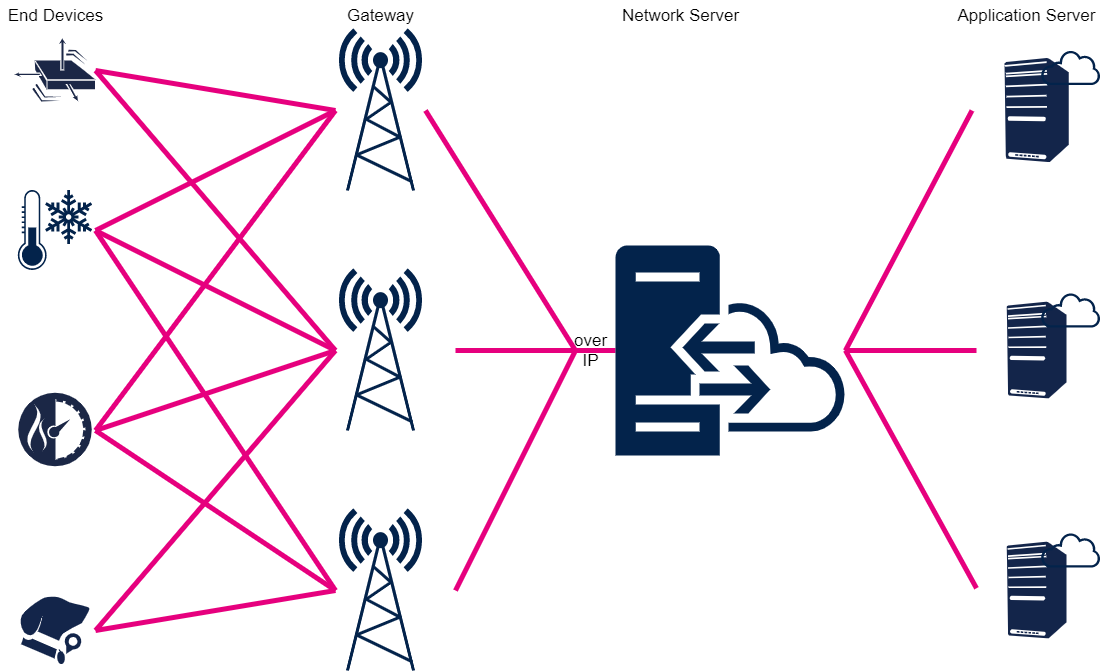 End Devices
Gateway
Network Server
Application Server
over
IP